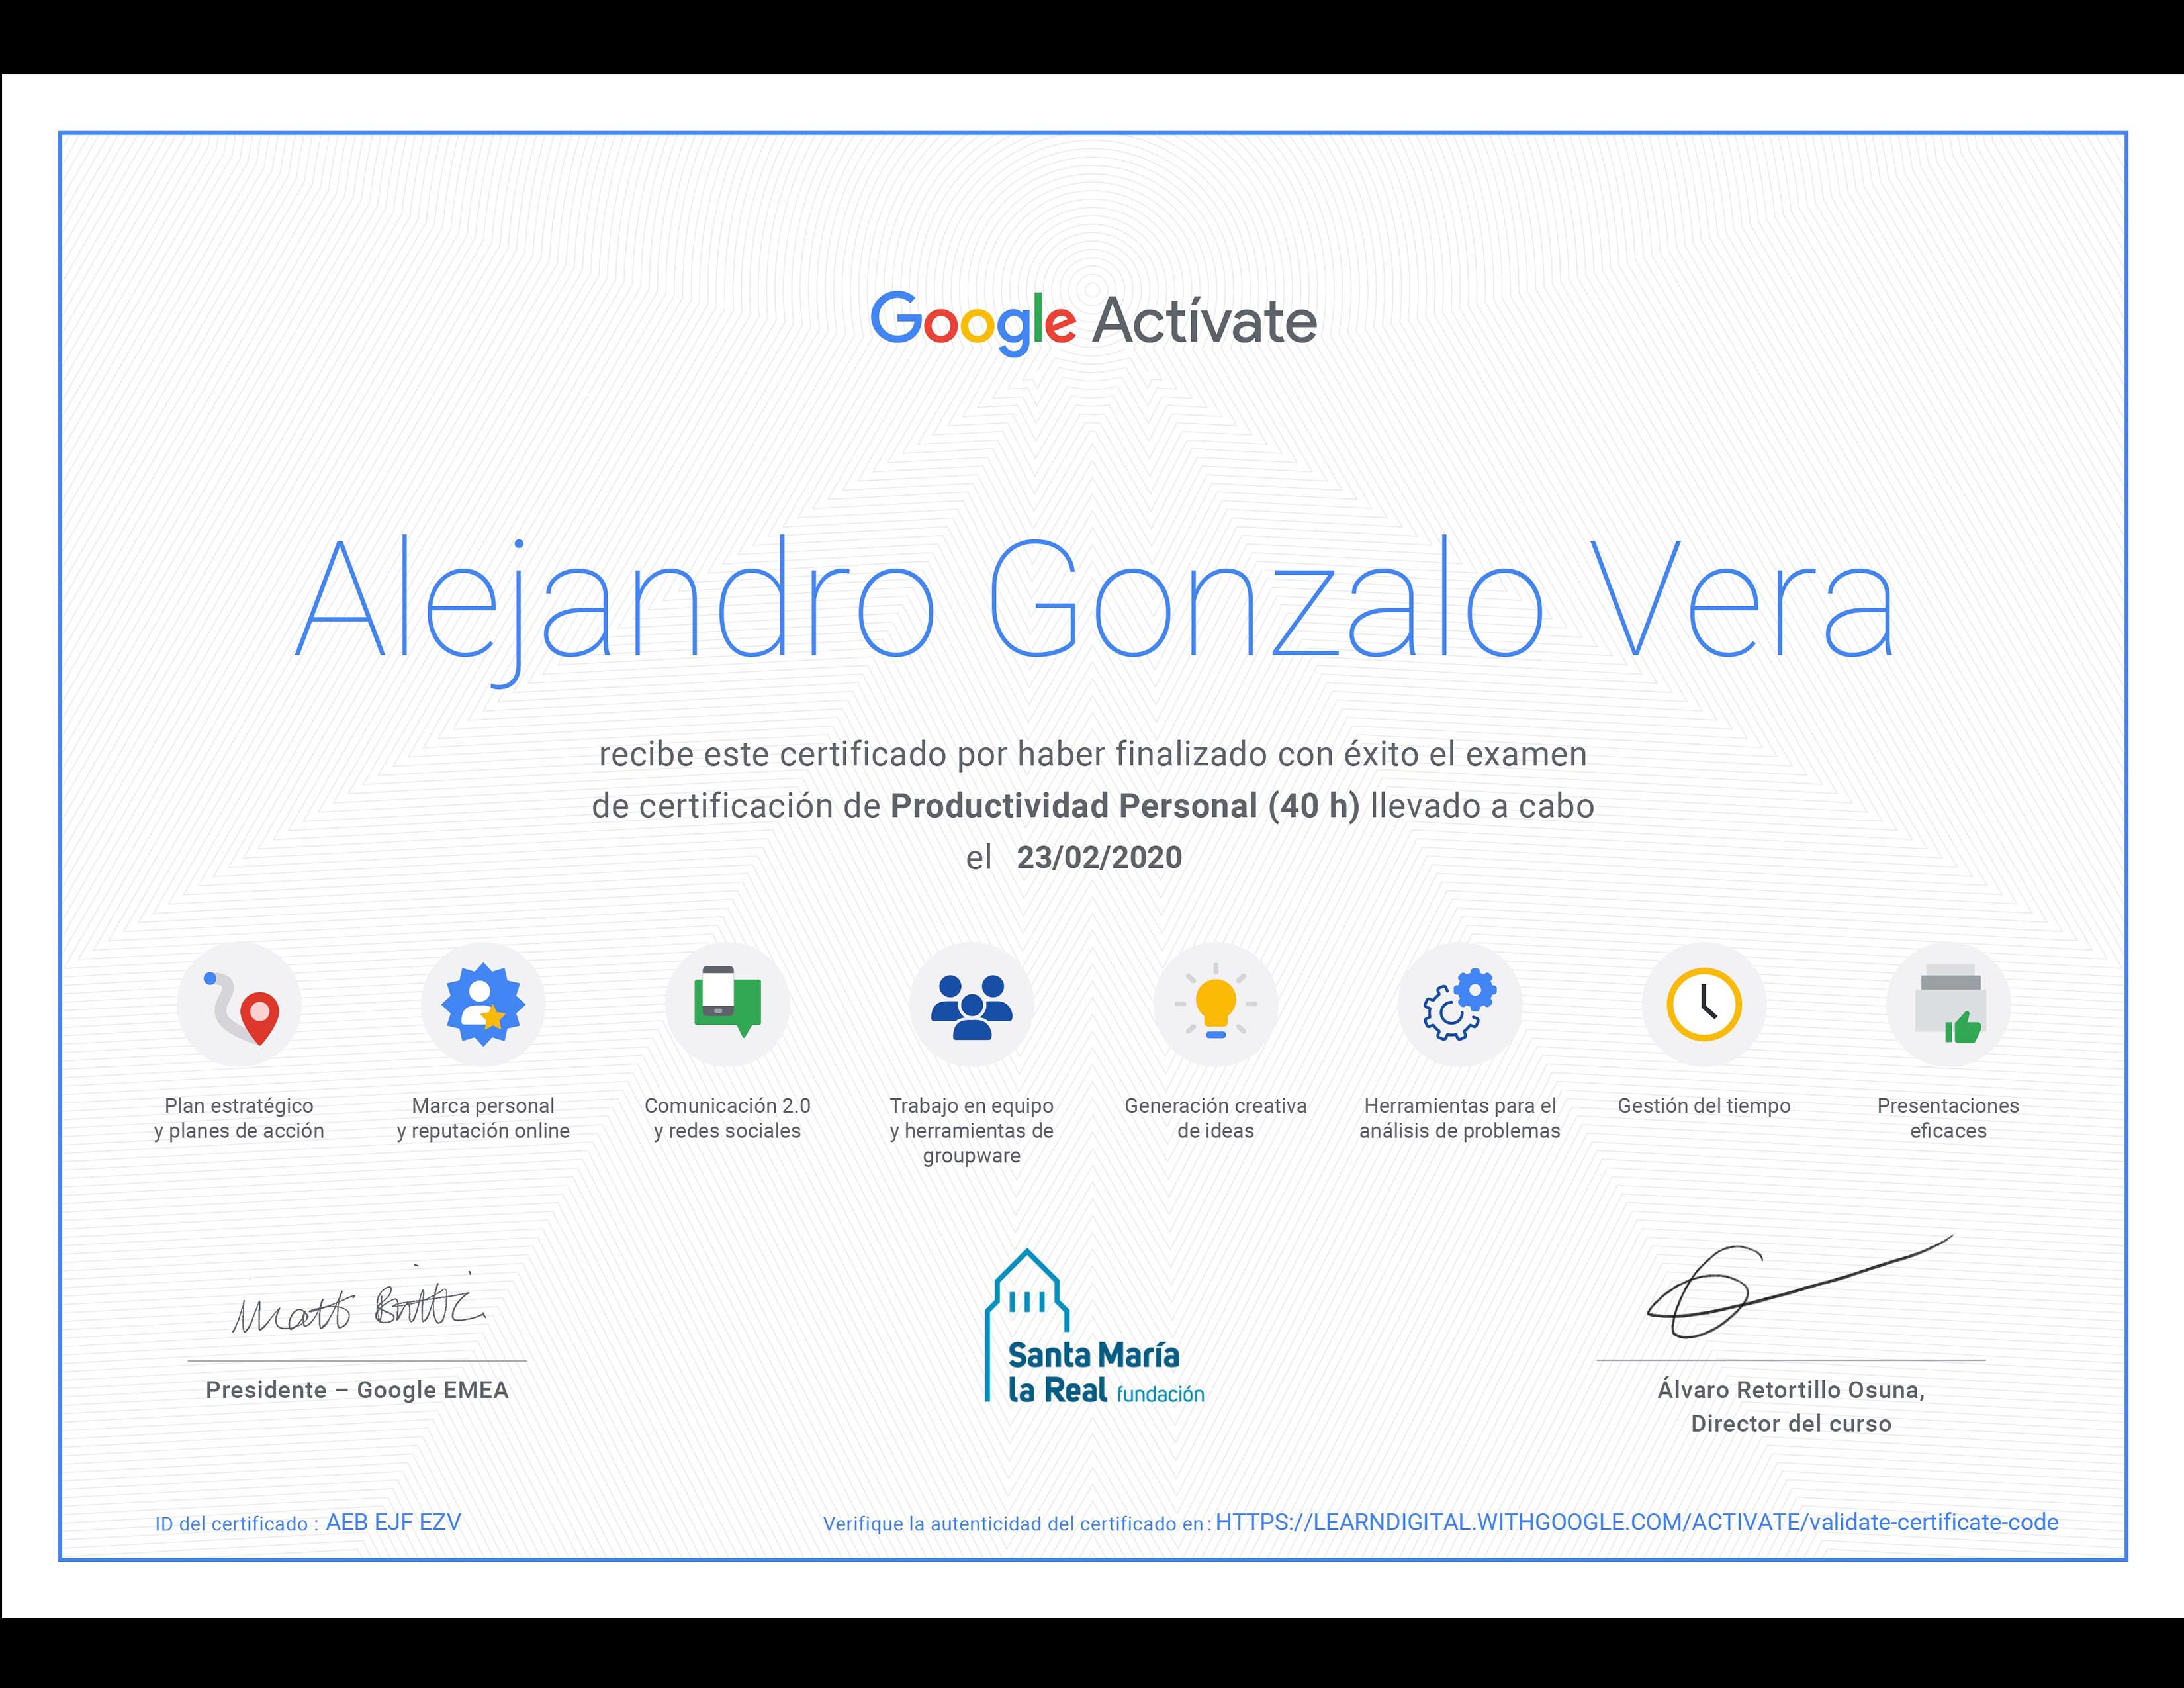 Google Actívate
Alejandro Gonzalo Vera
recibe este certificado por haber finalizado con éxito el examen
de certificación de Productividad Personal (40 h) llevado a cabo
el 23/02/2020
Plan estratégico
y planes de acción
Marca personal
y reputación online
Comunicación 2.0
y redes sociales
Trabajo en equipo
y herramientas de
groupware
Generación creativa
de ideas
Herramientas para el
análisis de problemas
Gestión del tiempo
Presentaciones
eficaces
Santa María
la Real fundación
Presidente – Google EMEA
Álvaro Retortillo Osuna,
Director del curso
ID del certificado : AEB EJF EZV
Verifique la autenticidad del certificado en : HTTPS://LEARNDIGITAL.WITHGOOGLE.COM/ACTIVATE/validate-certificate-code